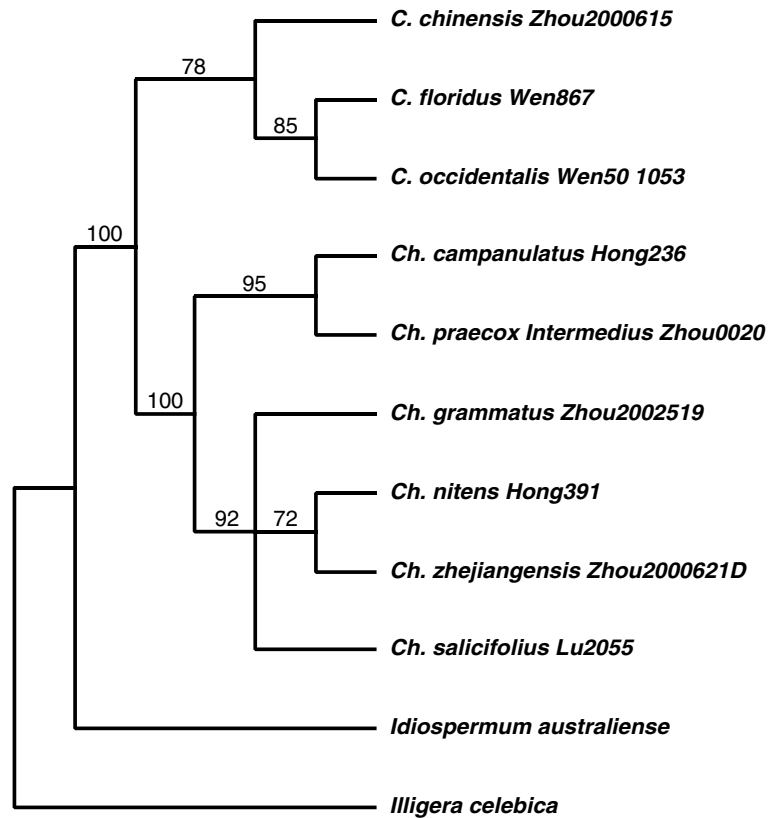 C. chinensis Zhou2000615
78
C. floridus Wen867
85
C. occidentalis Wen50 1053
100
Ch. campanulatus Hong236
95
Ch. praecox Intermedius Zhou0020
100
Ch. grammatus Zhou2002519
Ch. nitens Hong391
92
72
Ch. zhejiangensis Zhou2000621D
Ch. salicifolius Lu2055
Idiospermum australiense
Illigera celebica